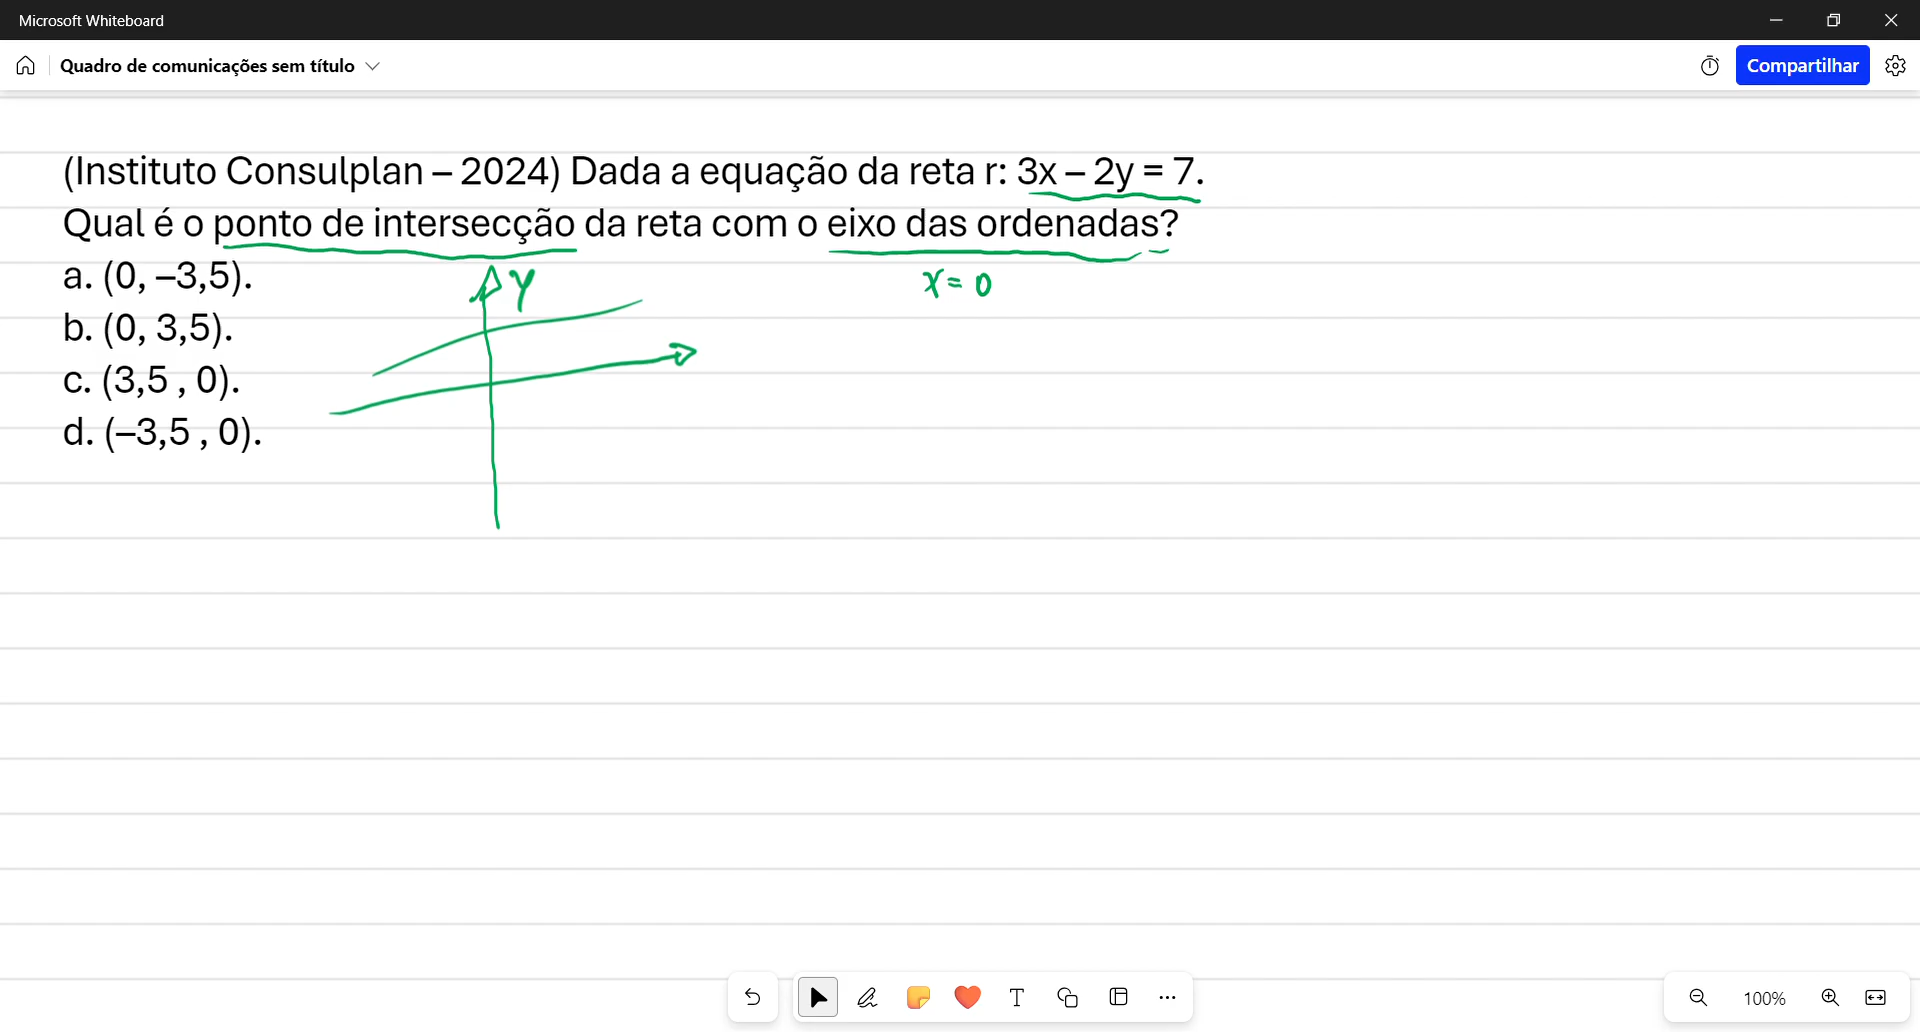 Microsoft Whiteboard
Quadro de comunicações sem título
Compartilhar
(Instituto Consulplan – 2024) Dada a equação da reta r: 3x – 2y = 7.
Qual é o ponto de intersecção da reta com o eixo das ordenadas?
a. (0, –3,5).
b. (0, 3,5).
c. (3,5 , 0).
d. (–3,5 , 0).
y
x = 0
100%